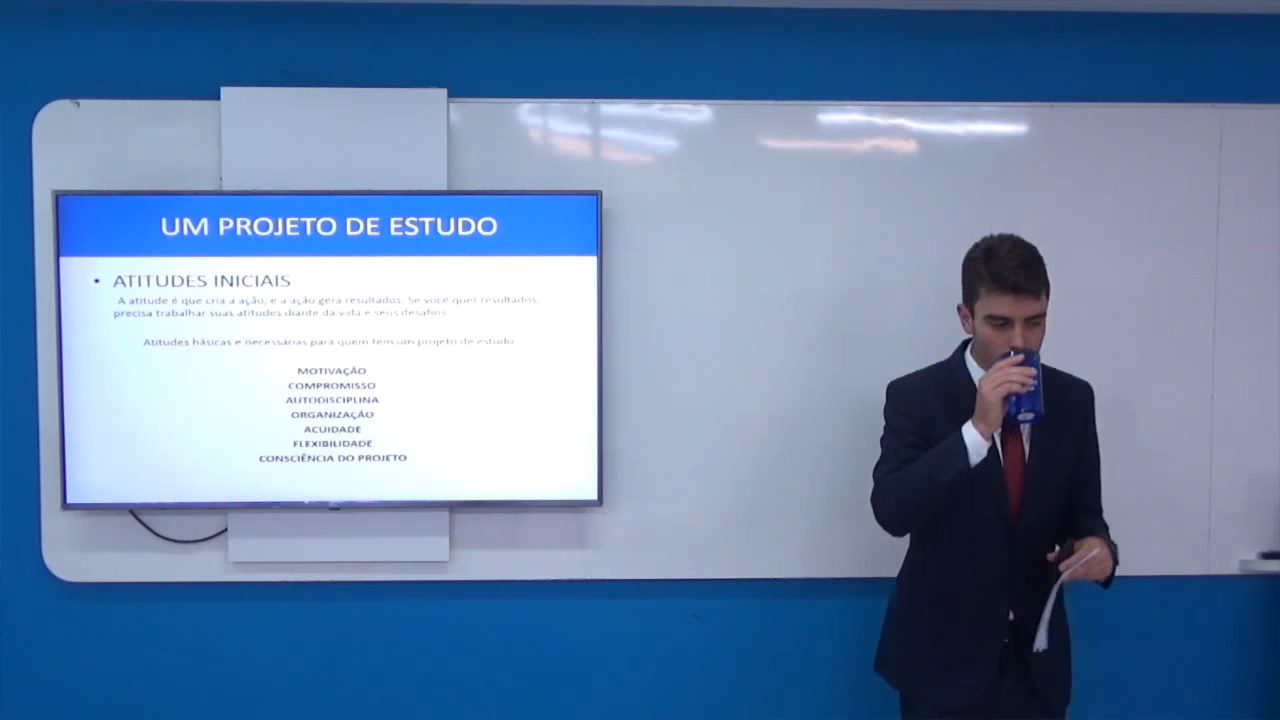 UM PROJETO DE ESTUDO
• ATITUDES INICIAIS
A atitude é que cria a ação, e a ação gera resultados. Se você quer resultados,
precisa trabalhar suas atitudes diante da vida e seus desafios.
Atitudes básicas e necessárias para quem tem um projeto de estudo
MOTIVAÇÃO
COMPROMISSO
AUTODISCIPLINA
ORGANIZAÇÃO
ACUIDADE
FLEXIBILIDADE
CONSCIÊNCIA DO PROJETO